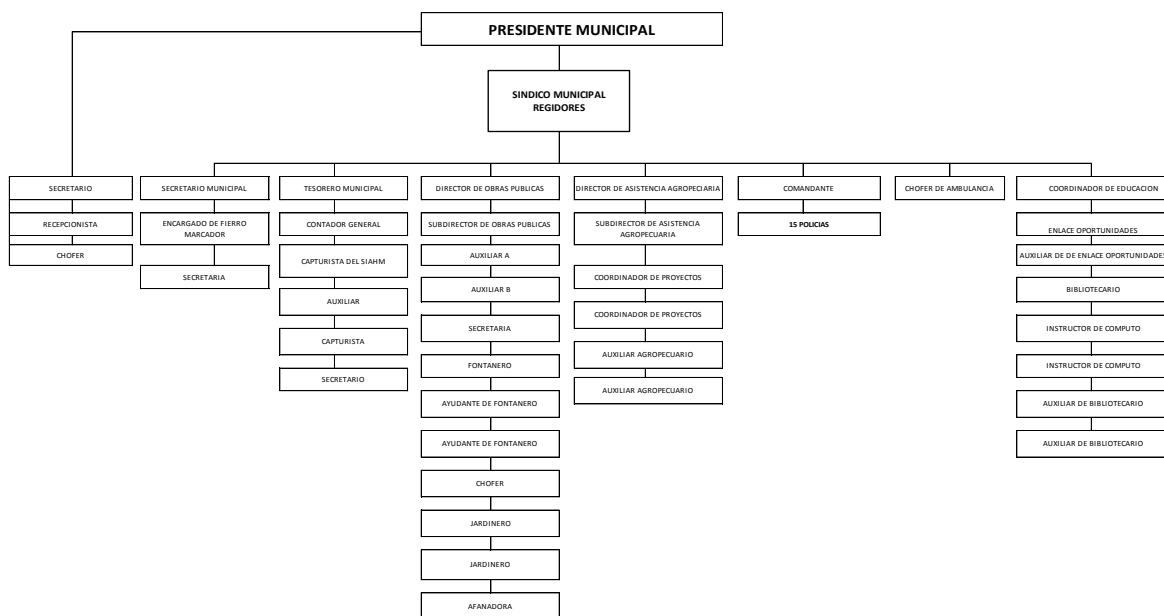 PRESIDENTE MUNICIPAL
SINDICO MUNICIPAL
REGIDORES
SECRETARIO
SECRETARIO MUNICIPAL
TESORERO MUNICIPAL
DIRECTOR DE OBRAS PUBLICAS
DIRECTOR DE ASISTENCIA AGROPECIARIA
COMANDANTE
CHOFER DE AMBULANCIA
COORDINADOR DE EDUCACION
RECEPCIONISTA
ENCARGADO DE FIERRO
MARCADOR
CONTADOR GENERAL
SUBDIRECTOR DE OBRAS PUBLICAS
SUBDIRECTOR DE ASISTENCIA
AGROPECUARIA
15 POLICIAS
ENLACE OPORTUNIDADES
CHOFER
SECRETARIA
CAPTURISTA DEL SIAHM
AUXILIAR A
COORDINADOR DE PROYECTOS
AUXILIAR DE DE ENLACE OPORTUNIDADES
AUXILIAR
AUXILIAR B
COORDINADOR DE PROYECTOS
BIBLIOTECARIO
CAPTURISTA
SECRETARIA
AUXILIAR AGROPECUARIO
INSTRUCTOR DE COMPUTO
SECRETARIO
FONTANERO
AUXILIAR AGROPECUARIO
INSTRUCTOR DE COMPUTO
AYUDANTE DE FONTANERO
AUXILIAR DE BIBLIOTECARIO
AYUDANTE DE FONTANERO
AUXILIAR DE BIBLIOTECARIO
CHOFER
JARDINERO
JARDINERO
AFANADORA